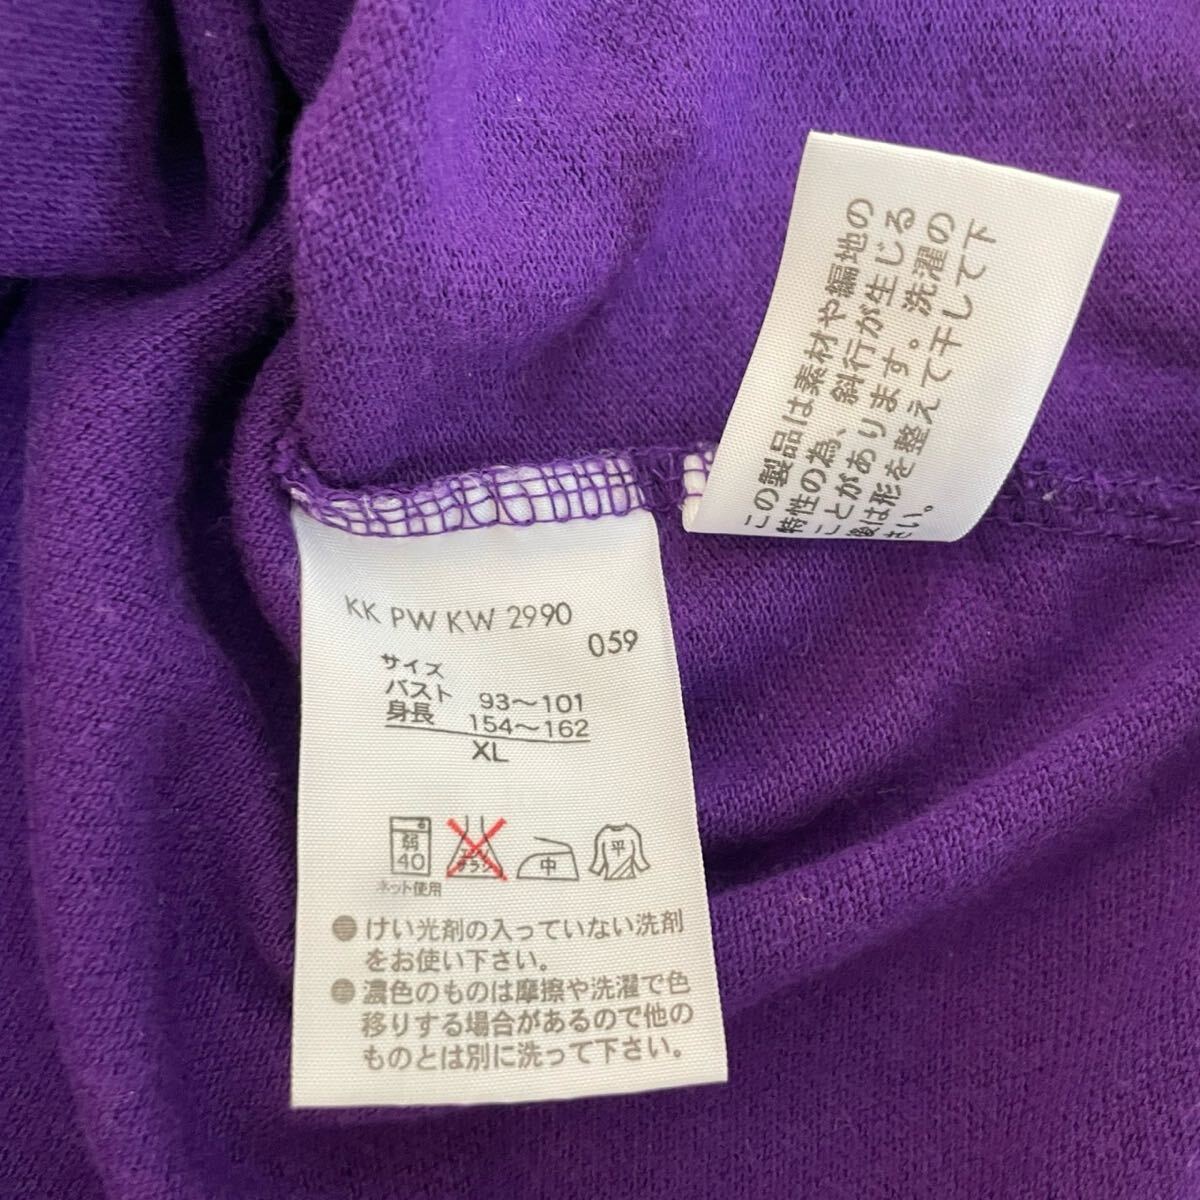 KK PW KW 2990
059
サイズ
バスト 93～101
身長 154～162
XL
弱
40
ネット使用
エンソ
サラシ
中
平
●けい光剤の入っていない洗剤
をお使い下さい。
●濃色のものは摩擦や洗濯で色
移りする場合があるので他の
ものとは別に洗って下さい。
この製品は素材や編地の
特性の為、斜行が生じる
ことがあります。洗濯の
後は形を整えて干して下
さい。